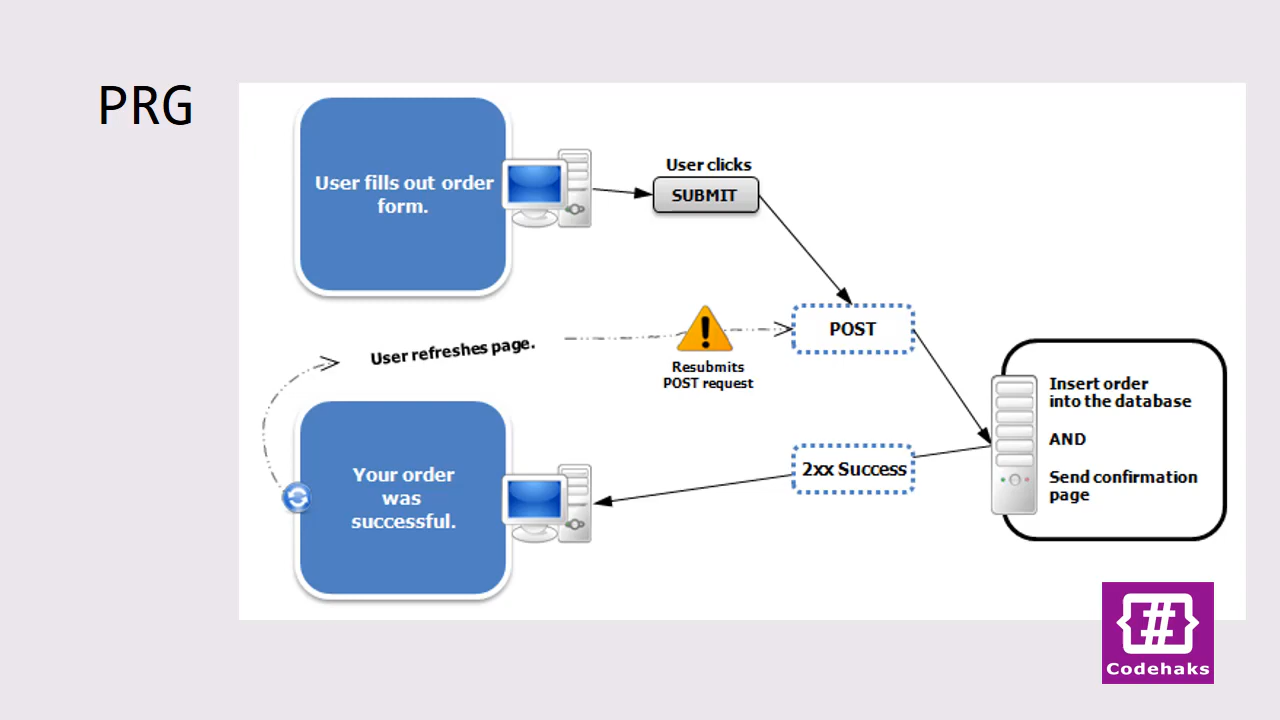 PRG
User fills out order
form.
User clicks
SUBMIT
POST
User refreshes page.
Resubmits
POST request
Insert order
into the database
AND
Send confirmation
page
2xx Success
Your order
was
successful.
{#}
Codehaks